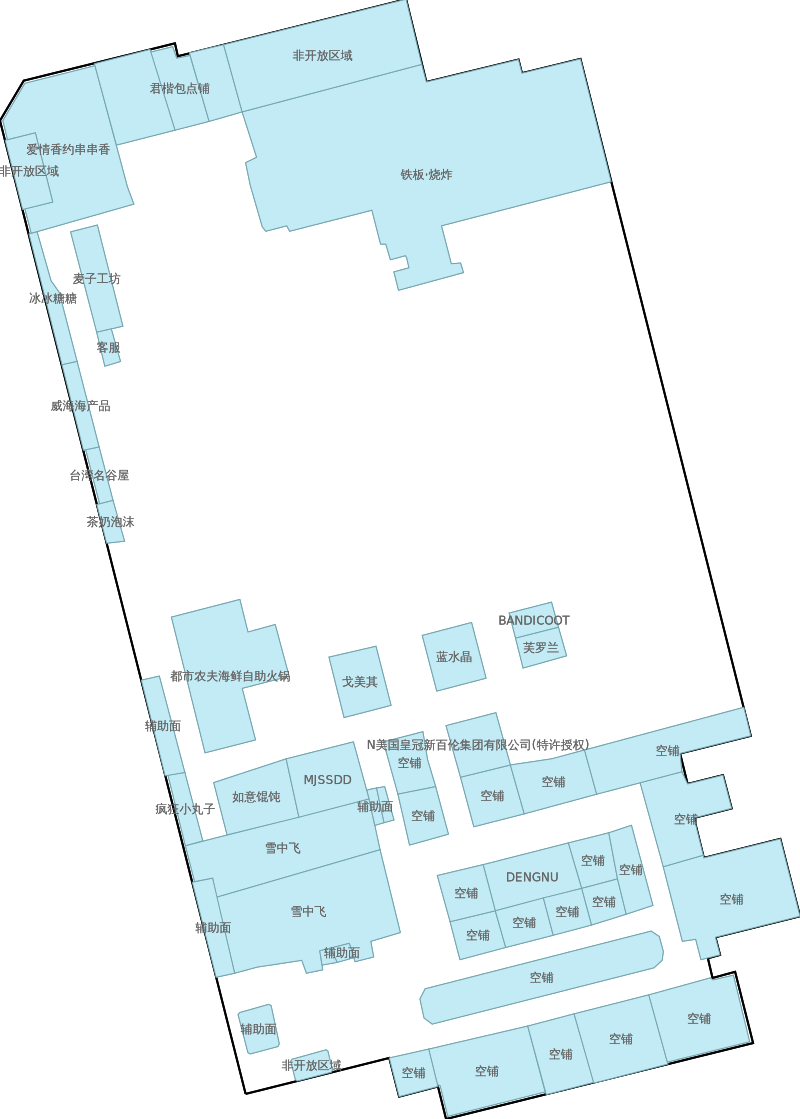 非开放区域
君楷包点铺
爱情香约串串香
非开放区域
铁板·烧炸
麦子工坊
冰冰糖糖
客服
威海海产品
台湾名谷屋
茶奶泡沫
BANDICOOT
芙罗兰
蓝水晶
都市农夫海鲜自助火锅
戈美其
辅助面
N美国皇冠新百伦集团有限公司(特许授权)
空铺
空铺
MJSSDD
空铺
空铺
如意馄饨
辅助面
疯狂小丸子
空铺
空铺
雪中飞
空铺
空铺
DENGNU
空铺
空铺
空铺
雪中飞
空铺
空铺
辅助面
空铺
辅助面
空铺
空铺
辅助面
空铺
空铺
非开放区域
空铺
空铺